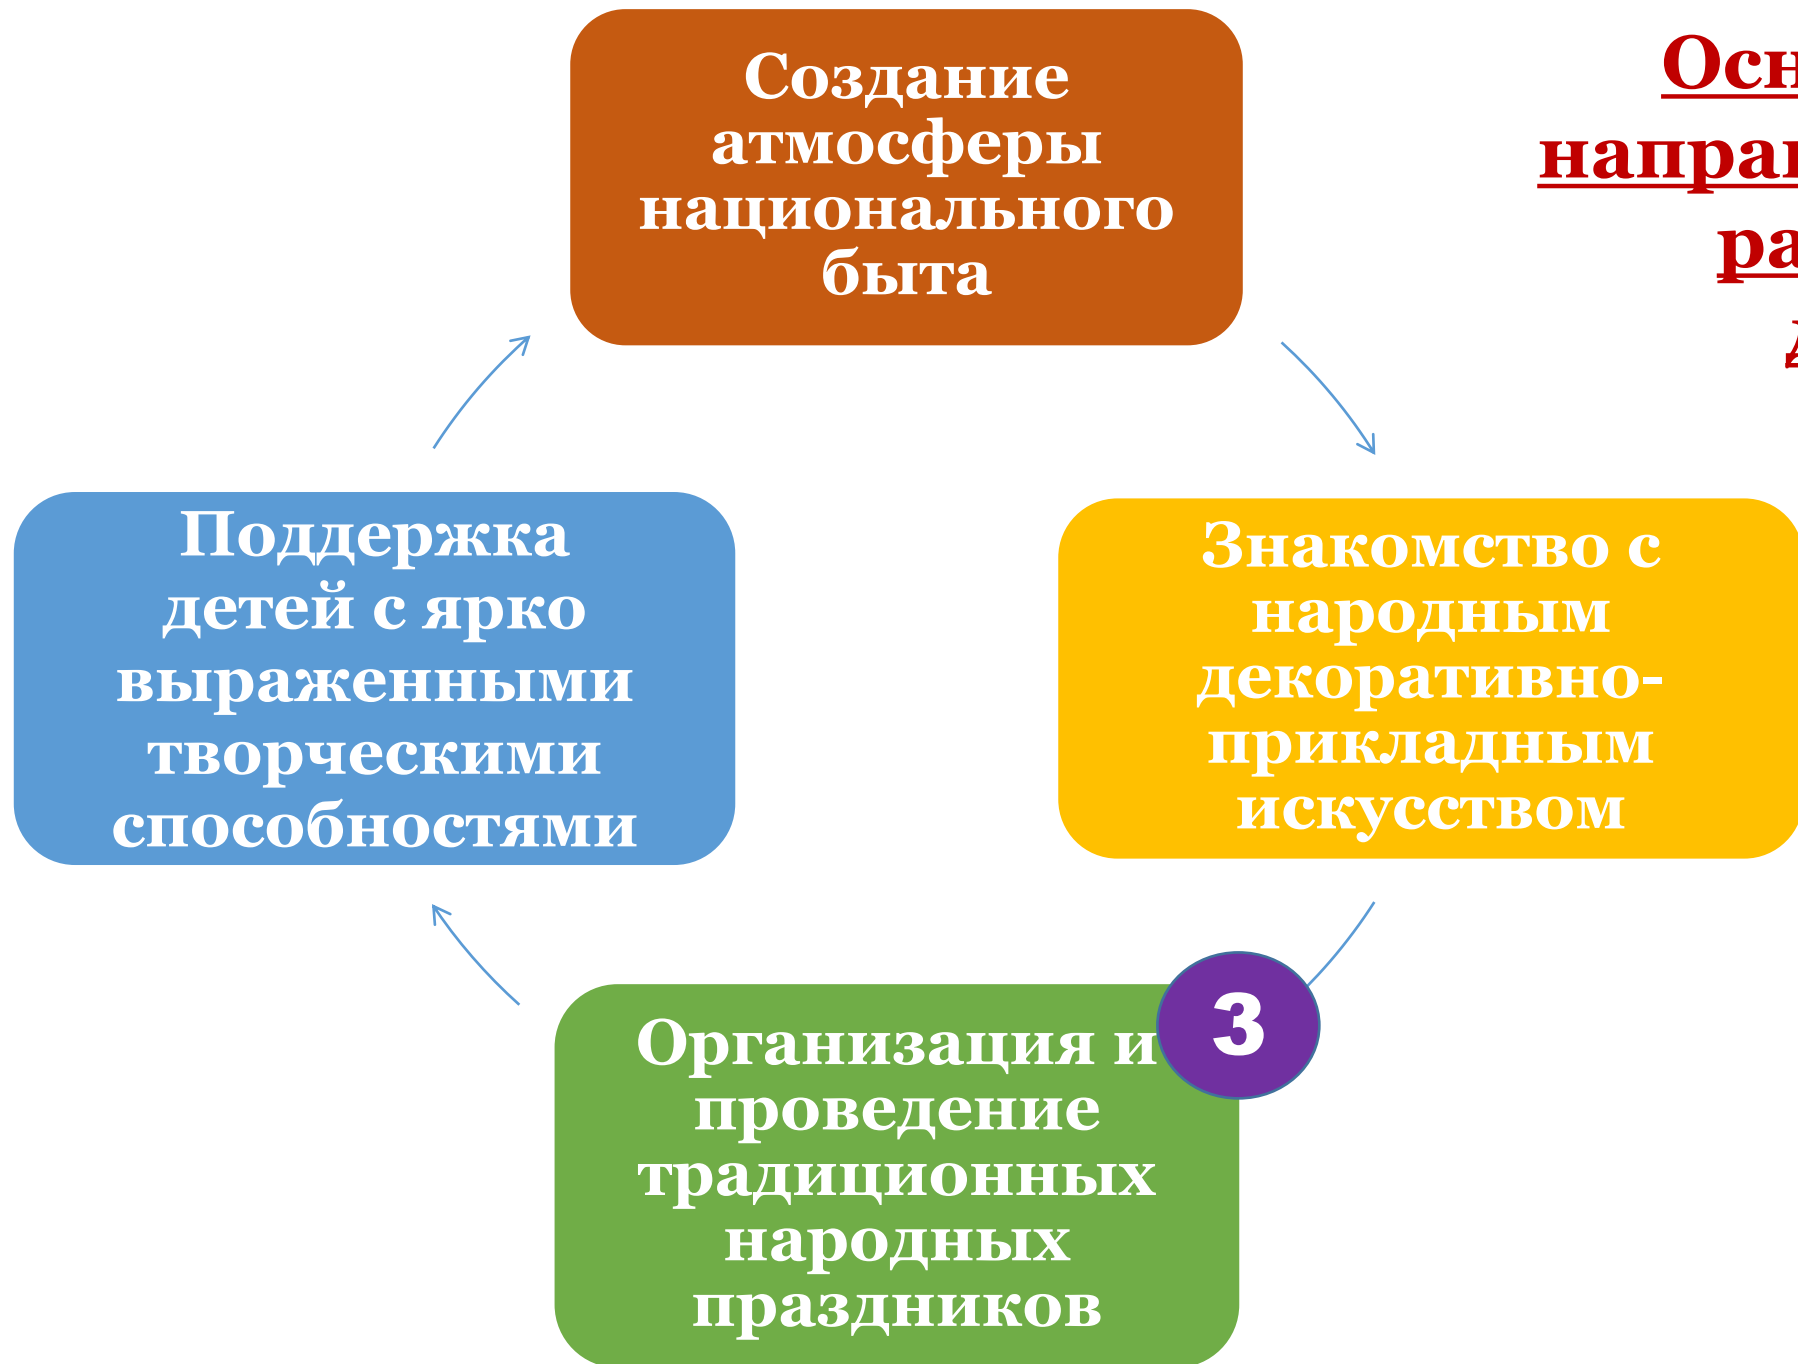 Создание
атмосферы
национального
быта
Поддержка
детей с ярко
выраженными
творческими
способностями
Знакомство с
народным
декоративно-
прикладным
искусством
3
Организация и
проведение
традиционных
народных
праздников